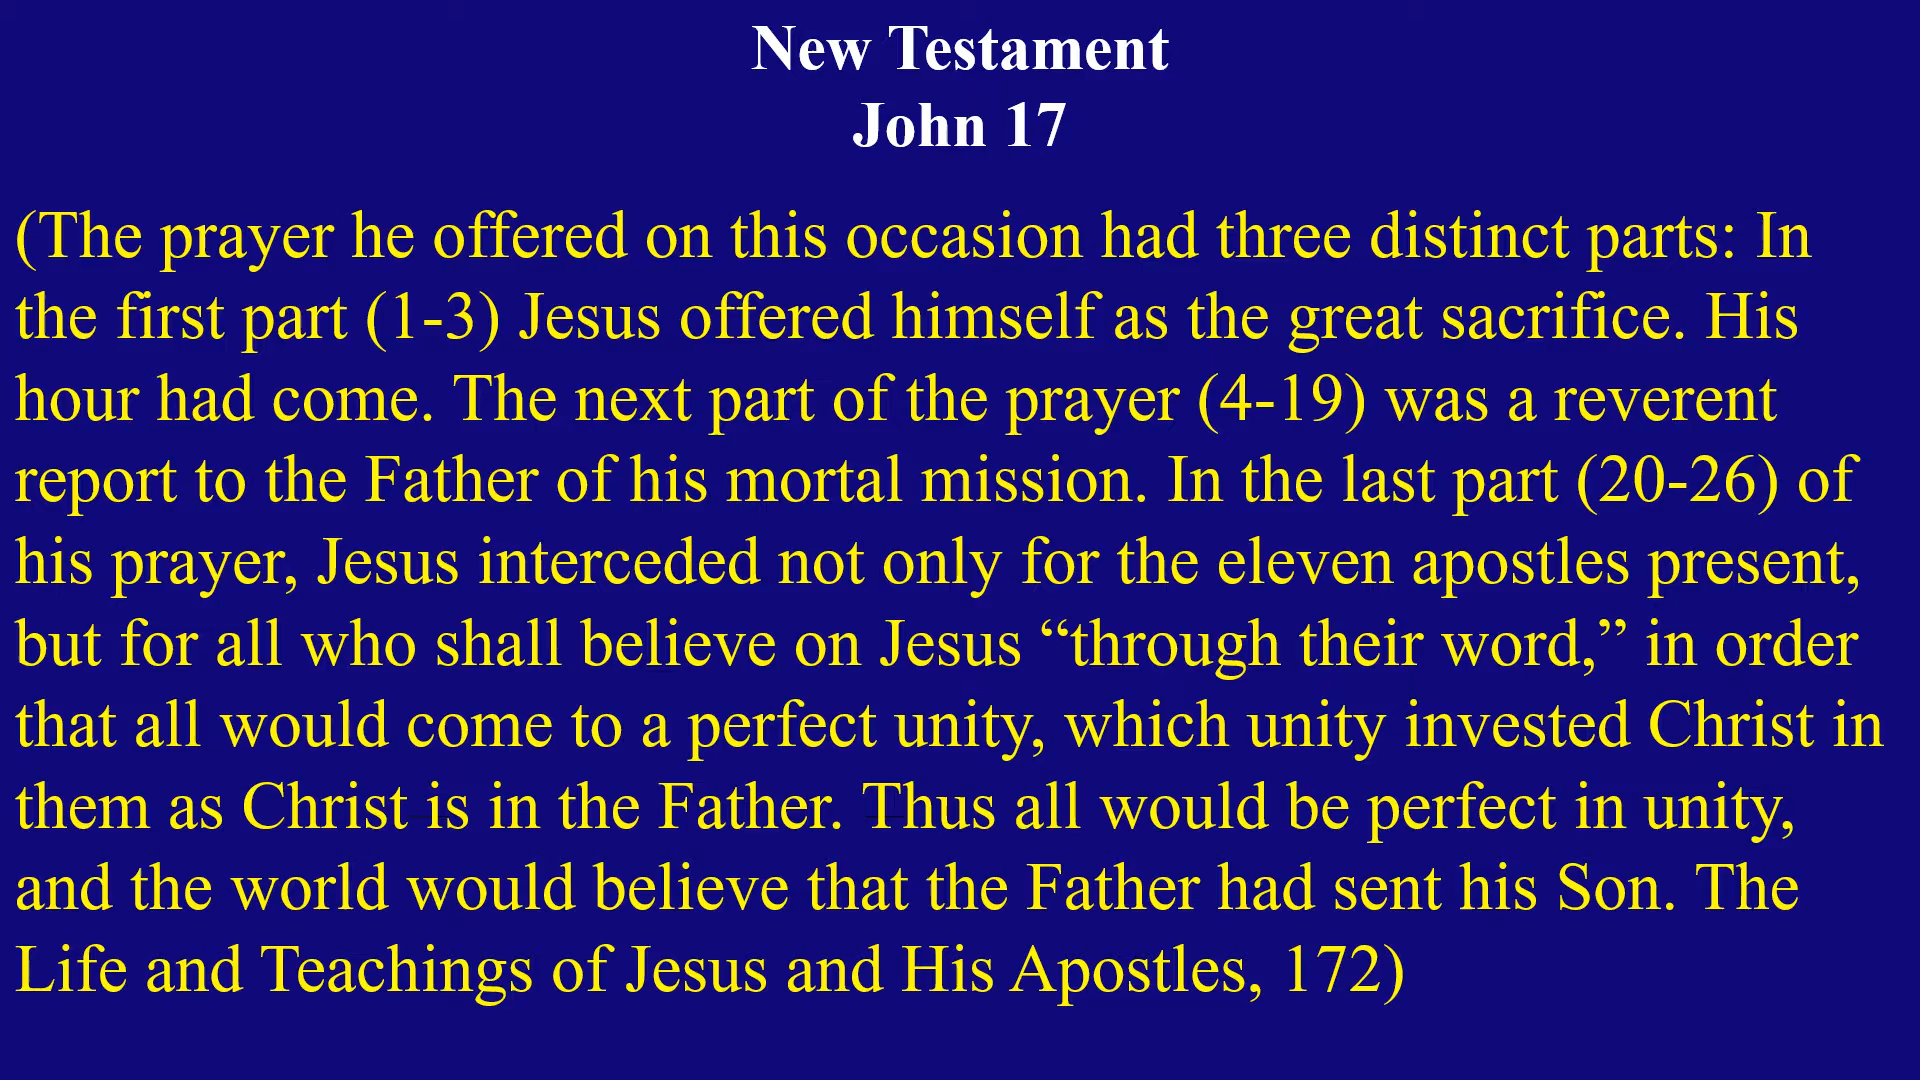 New Testament
John 17
(The prayer he offered on this occasion had three distinct parts: In
the first part (1-3) Jesus offered himself as the great sacrifice. His
hour had come. The next part of the prayer (4-19) was a reverent
report to the Father of his mortal mission. In the last part (20-26) of
his prayer, Jesus interceded not only for the eleven apostles present,
but for all who shall believe on Jesus “through their word,” in order
that all would come to a perfect unity, which unity invested Christ in
them as Christ is in the Father. Thus all would be perfect in unity,
and the world would believe that the Father had sent his Son. The
Life and Teachings of Jesus and His Apostles, 172)